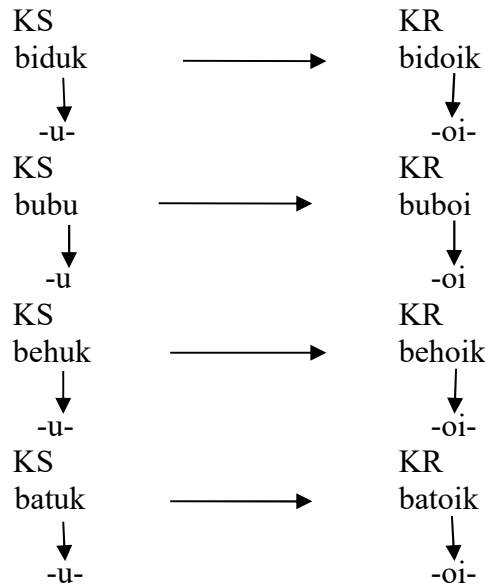 KS KR
biduk bidoik
-u- -oi-
KS KR
bubu buboi
-u -oi
KS KR
behuk behoik
-u- -oi-
KS KR
batuk batoik
-u- -oi-